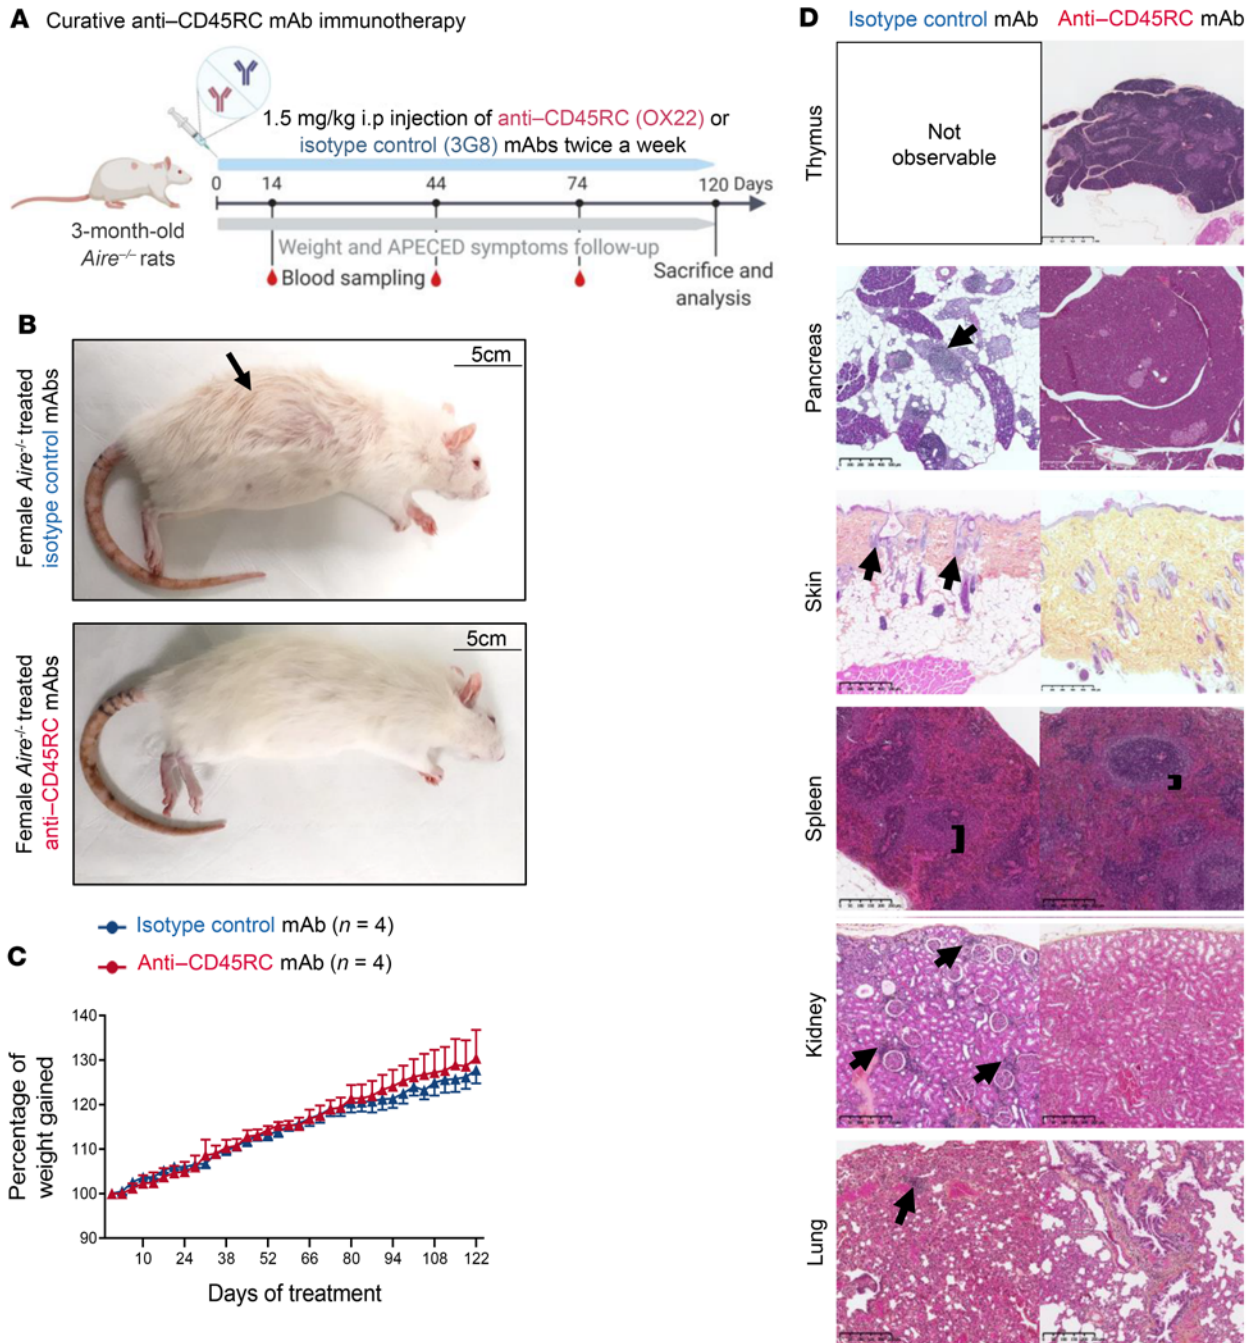 A Curative anti–CD45RC mAb immunotherapy
1.5 mg/kg i.p injection of anti–CD45RC (OX22) or
isotype control (3G8) mAbs twice a week
0 14 44 74 120 Days
3-month-old
Aire–/– rats
Weight and APECED symptoms follow-up
Blood sampling
Sacrifice and
analysis
B
Female Aire-/- treated
isotype control mAbs
5cm
Female Aire-/- treated
anti–CD45RC mAbs
5cm
C
Isotype control mAb (n = 4)
Anti–CD45RC mAb (n = 4)
Percentage of
weight gained
140
130
120
110
100
90
10 24 38 52 66 80 94 108 122
Days of treatment
D
Isotype control mAb Anti–CD45RC mAb
Thymus
Not
observable
Pancreas
Skin
Spleen
Kidney
Lung